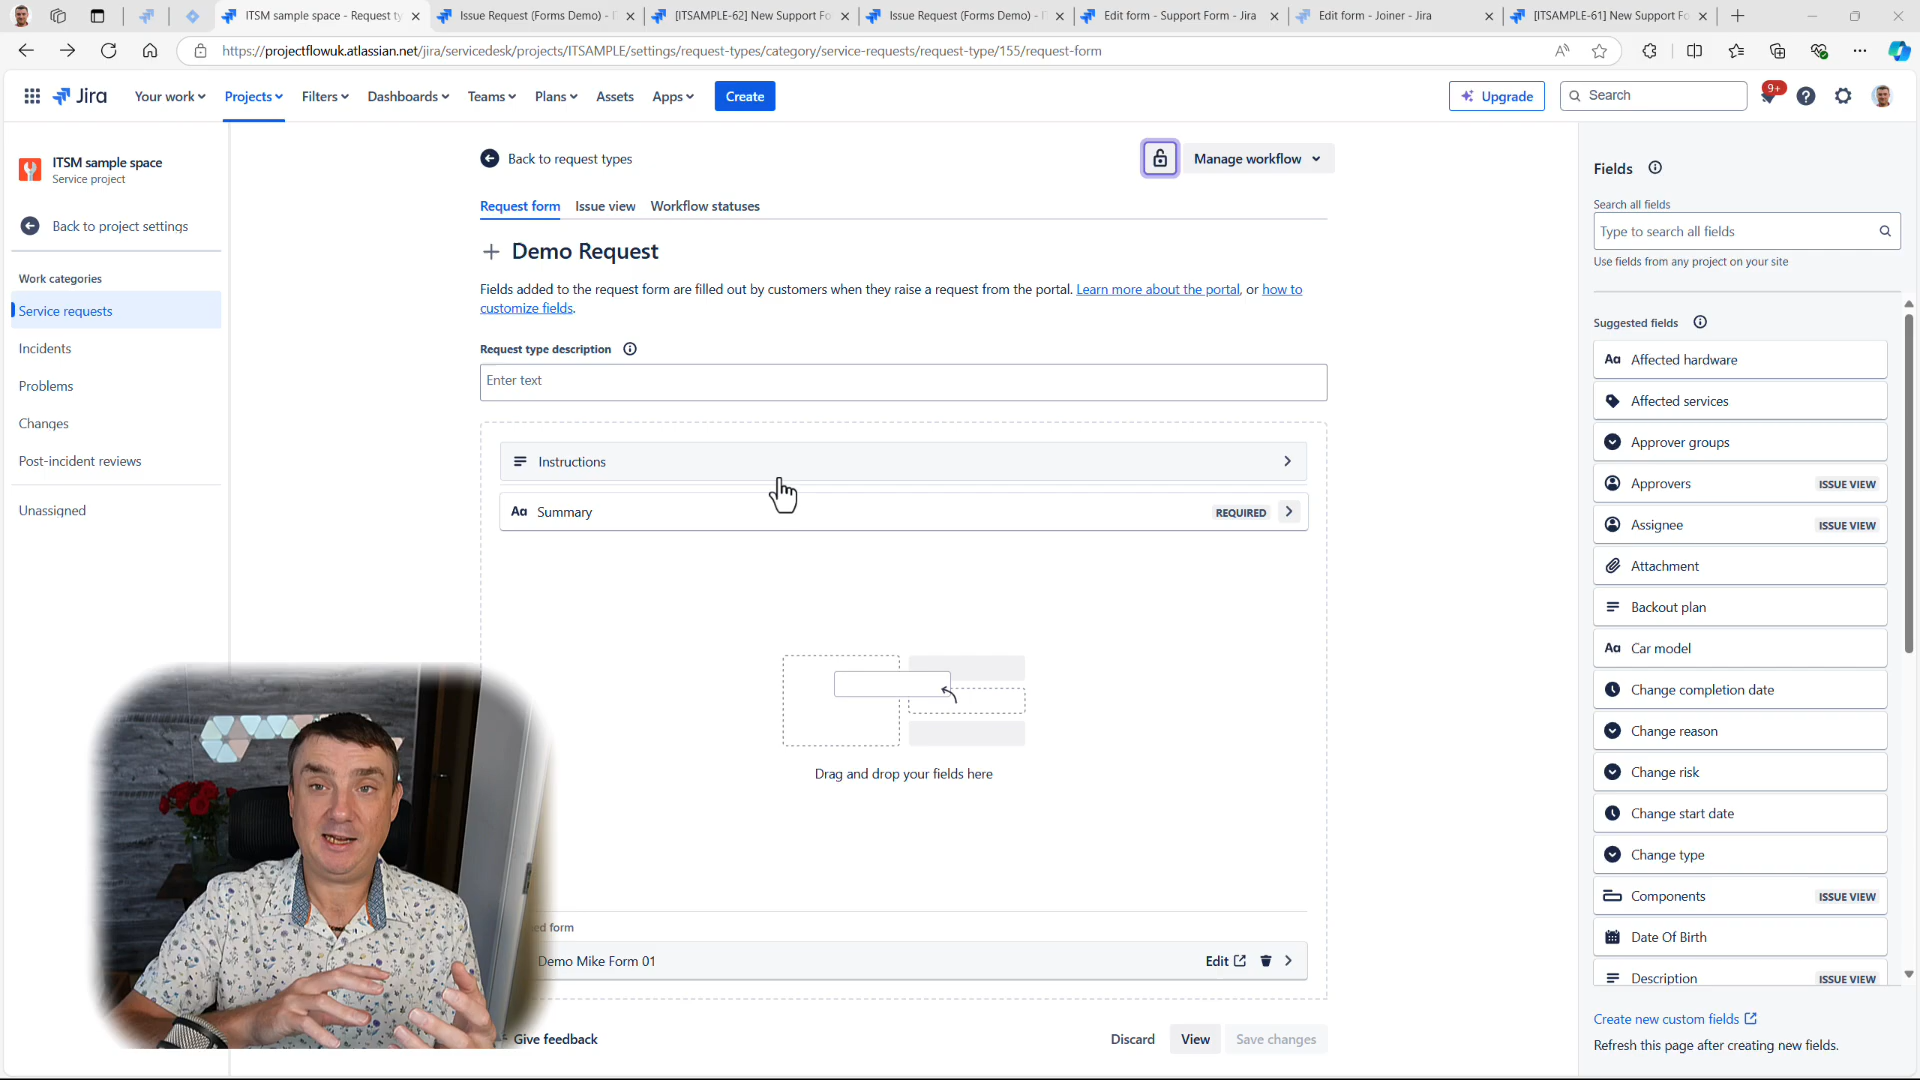 ITSM sample space - Request ty
Issue Request (Forms Demo) - I
[ITSAMPLE-62] New Support Fo
Issue Request (Forms Demo) - I
Edit form - Support Form - Jira
Edit form - Joiner - Jira
[ITSAMPLE-61] New Support Fo
https://projectflowuk.atlassian.net/jira/servicedesk/projects/ITSAMPLE/settings/request-types/category/service-requests/request-type/155/request-form
Jira
Your work
Projects
Filters
Dashboards
Teams
Plans
Assets
Apps
Create
Upgrade
Search
9+
ITSM sample space
Service project
Back to project settings
Work categories
Service requests
Incidents
Problems
Changes
Post-incident reviews
Unassigned
Back to request types
Manage workflow
Request form
Issue view
Workflow statuses
Demo Request
Fields added to the request form are filled out by customers when they raise a request from the portal. Learn more about the portal, or how to
customize fields.
Request type description
Enter text
Instructions
Aa Summary REQUIRED
Drag and drop your fields here
ed form
Demo Mike Form 01
Edit
Give feedback
Discard
View
Save changes
Fields
Search all fields
Type to search all fields
Use fields from any project on your site
Suggested fields
Aa Affected hardware
Affected services
Approver groups
Approvers ISSUE VIEW
Assignee ISSUE VIEW
Attachment
Backout plan
Aa Car model
Change completion date
Change reason
Change risk
Change start date
Change type
Components ISSUE VIEW
Date Of Birth
Description ISSUE VIEW
Create new custom fields
Refresh this page after creating new fields.